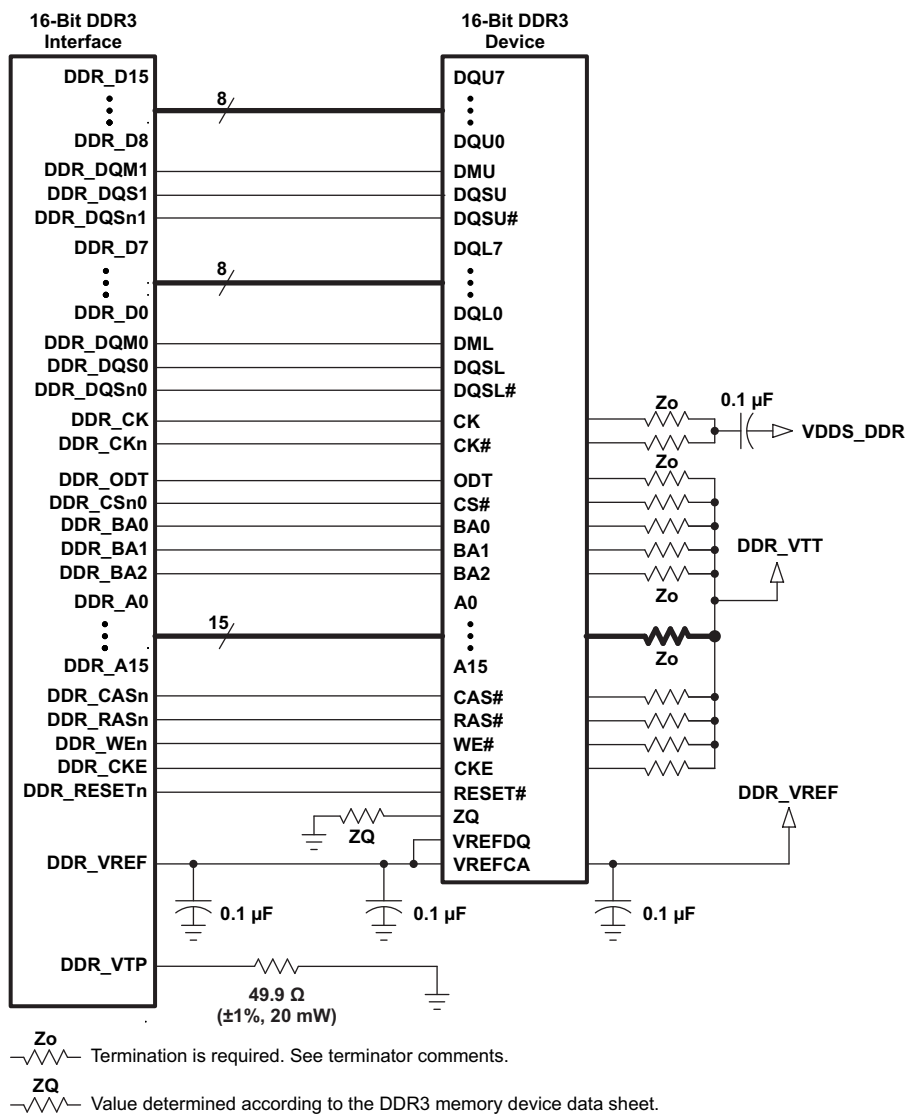 16-Bit DDR3
Interface
16-Bit DDR3
Device
DDR_D15
8
DQU7
DDR_D8
DQU0
DDR_DQM1
DMU
DDR_DQS1
DQSU
DDR_DQSn1
DQSU#
DDR_D7
8
DQL7
DDR_D0
DQL0
DDR_DQM0
DML
DDR_DQS0
DQSL
DDR_DQSn0
DQSL#
DDR_CK
CK
Zo
0.1 µF
VDDS_DDR
DDR_CKn
CK#
Zo
DDR_ODT
ODT
DDR_CSn0
CS#
DDR_BA0
BA0
DDR_BA1
BA1
DDR_VTT
DDR_BA2
BA2
Zo
DDR_A0
15
A0
Zo
DDR_A15
A15
DDR_CASn
CAS#
DDR_RASn
RAS#
DDR_WEn
WE#
DDR_CKE
CKE
DDR_RESETn
RESET#
DDR_VREF
ZQ
ZQ
VREFDQ
DDR_VREF
VREFCA
0.1 µF
0.1 µF
0.1 µF
DDR_VTP
49.9 Ω
(±1%, 20 mW)
Zo
Termination is required. See terminator comments.
ZQ
Value determined according to the DDR3 memory device data sheet.